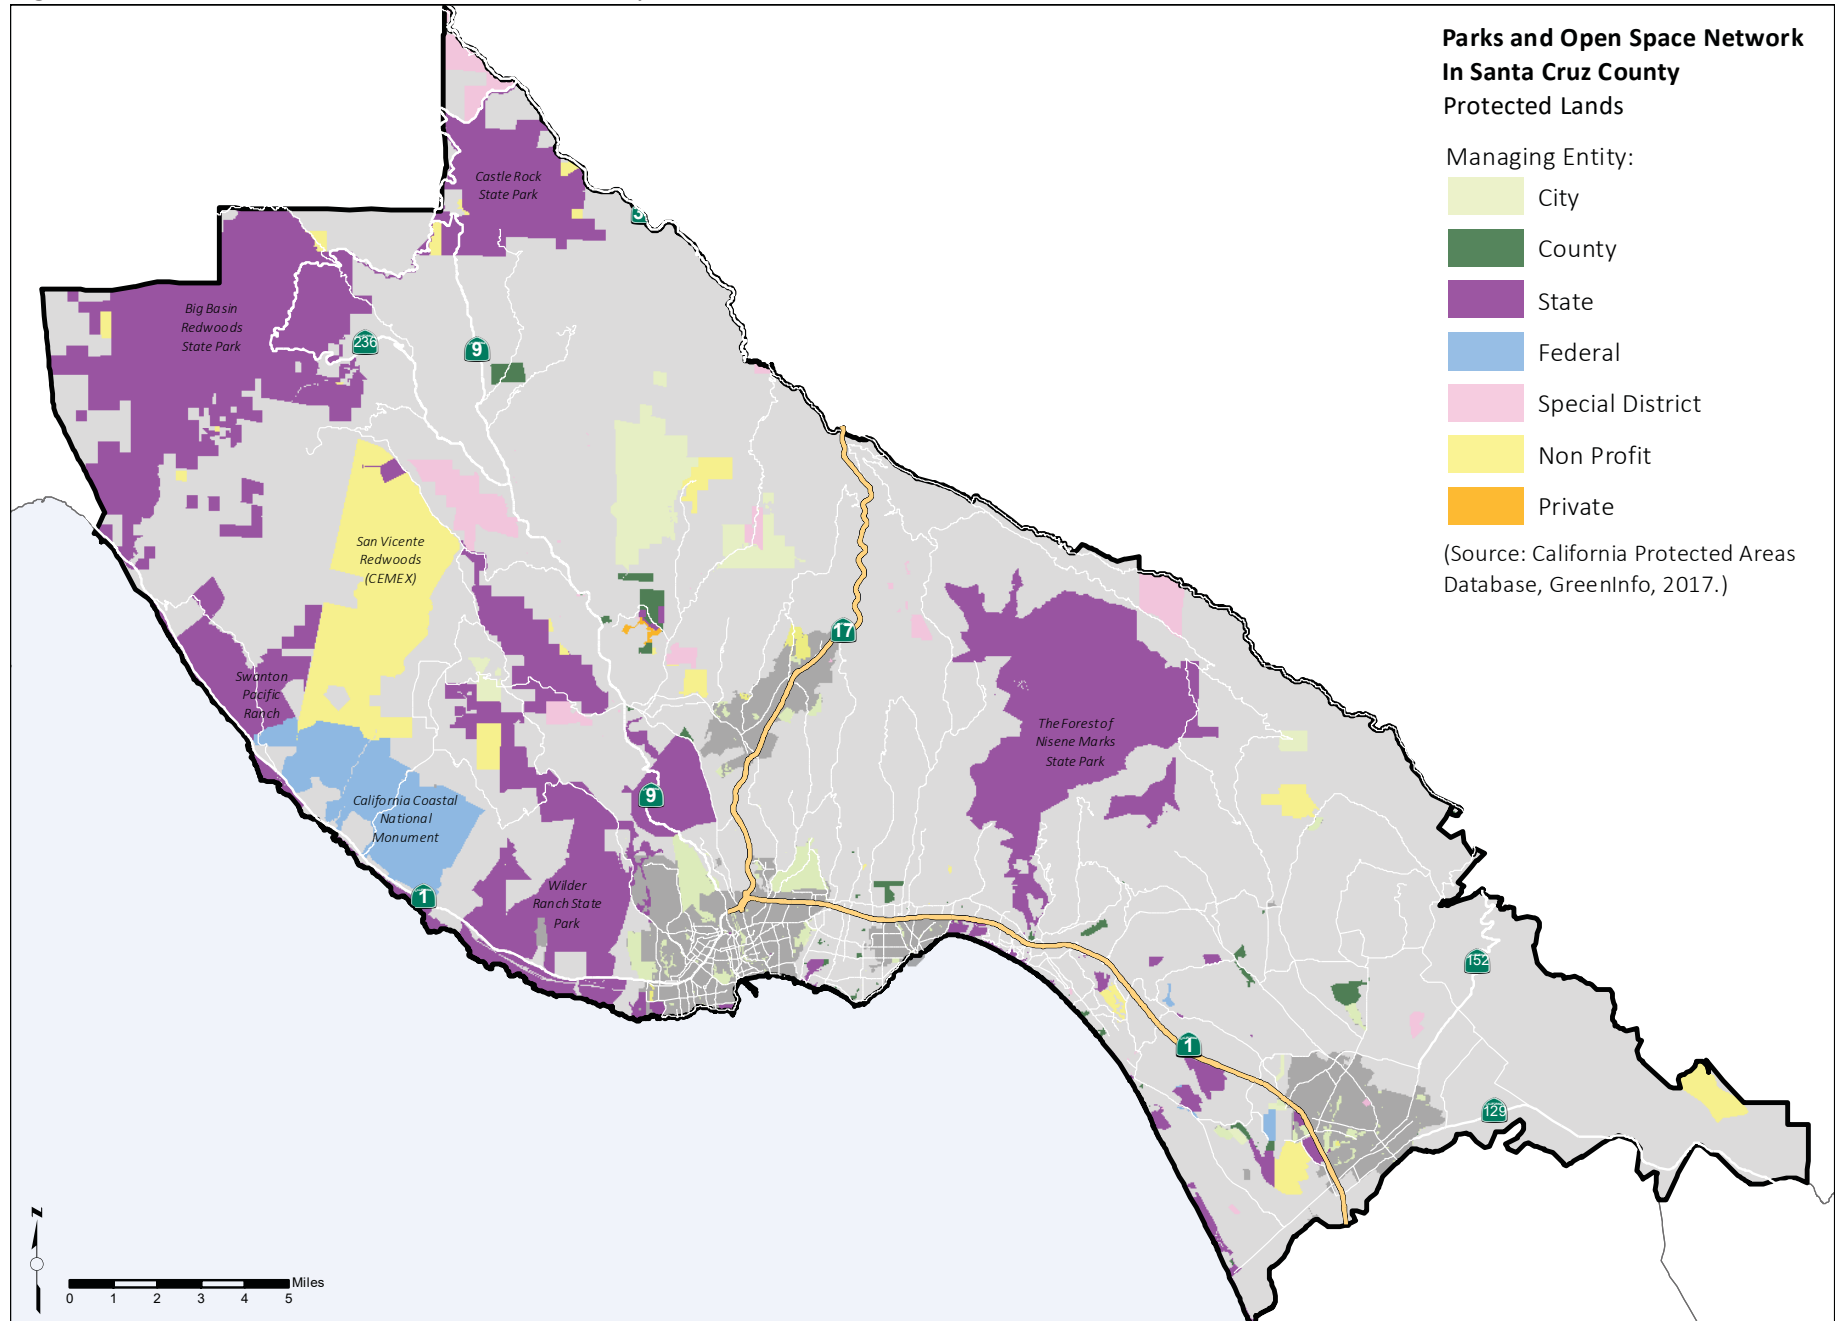 Parks and Open Space Network
In Santa Cruz County
Protected Lands
Managing Entity:
City
County
State
Federal
Special District
Non Profit
Private
(Source: California Protected Areas
Database, GreenInfo, 2017.)
Castle Rock
State Park
Big Basin
Redwoods
State Park
236
9
San Vicente
Redwoods
(CEMEX)
17
Swanton
Pacific
Ranch
The Forest of
Nisene Marks
State Park
9
California Coastal
National
Monument
1
Wilder
Ranch State
Park
152
1
129
N
Miles
0 1 2 3 4 5